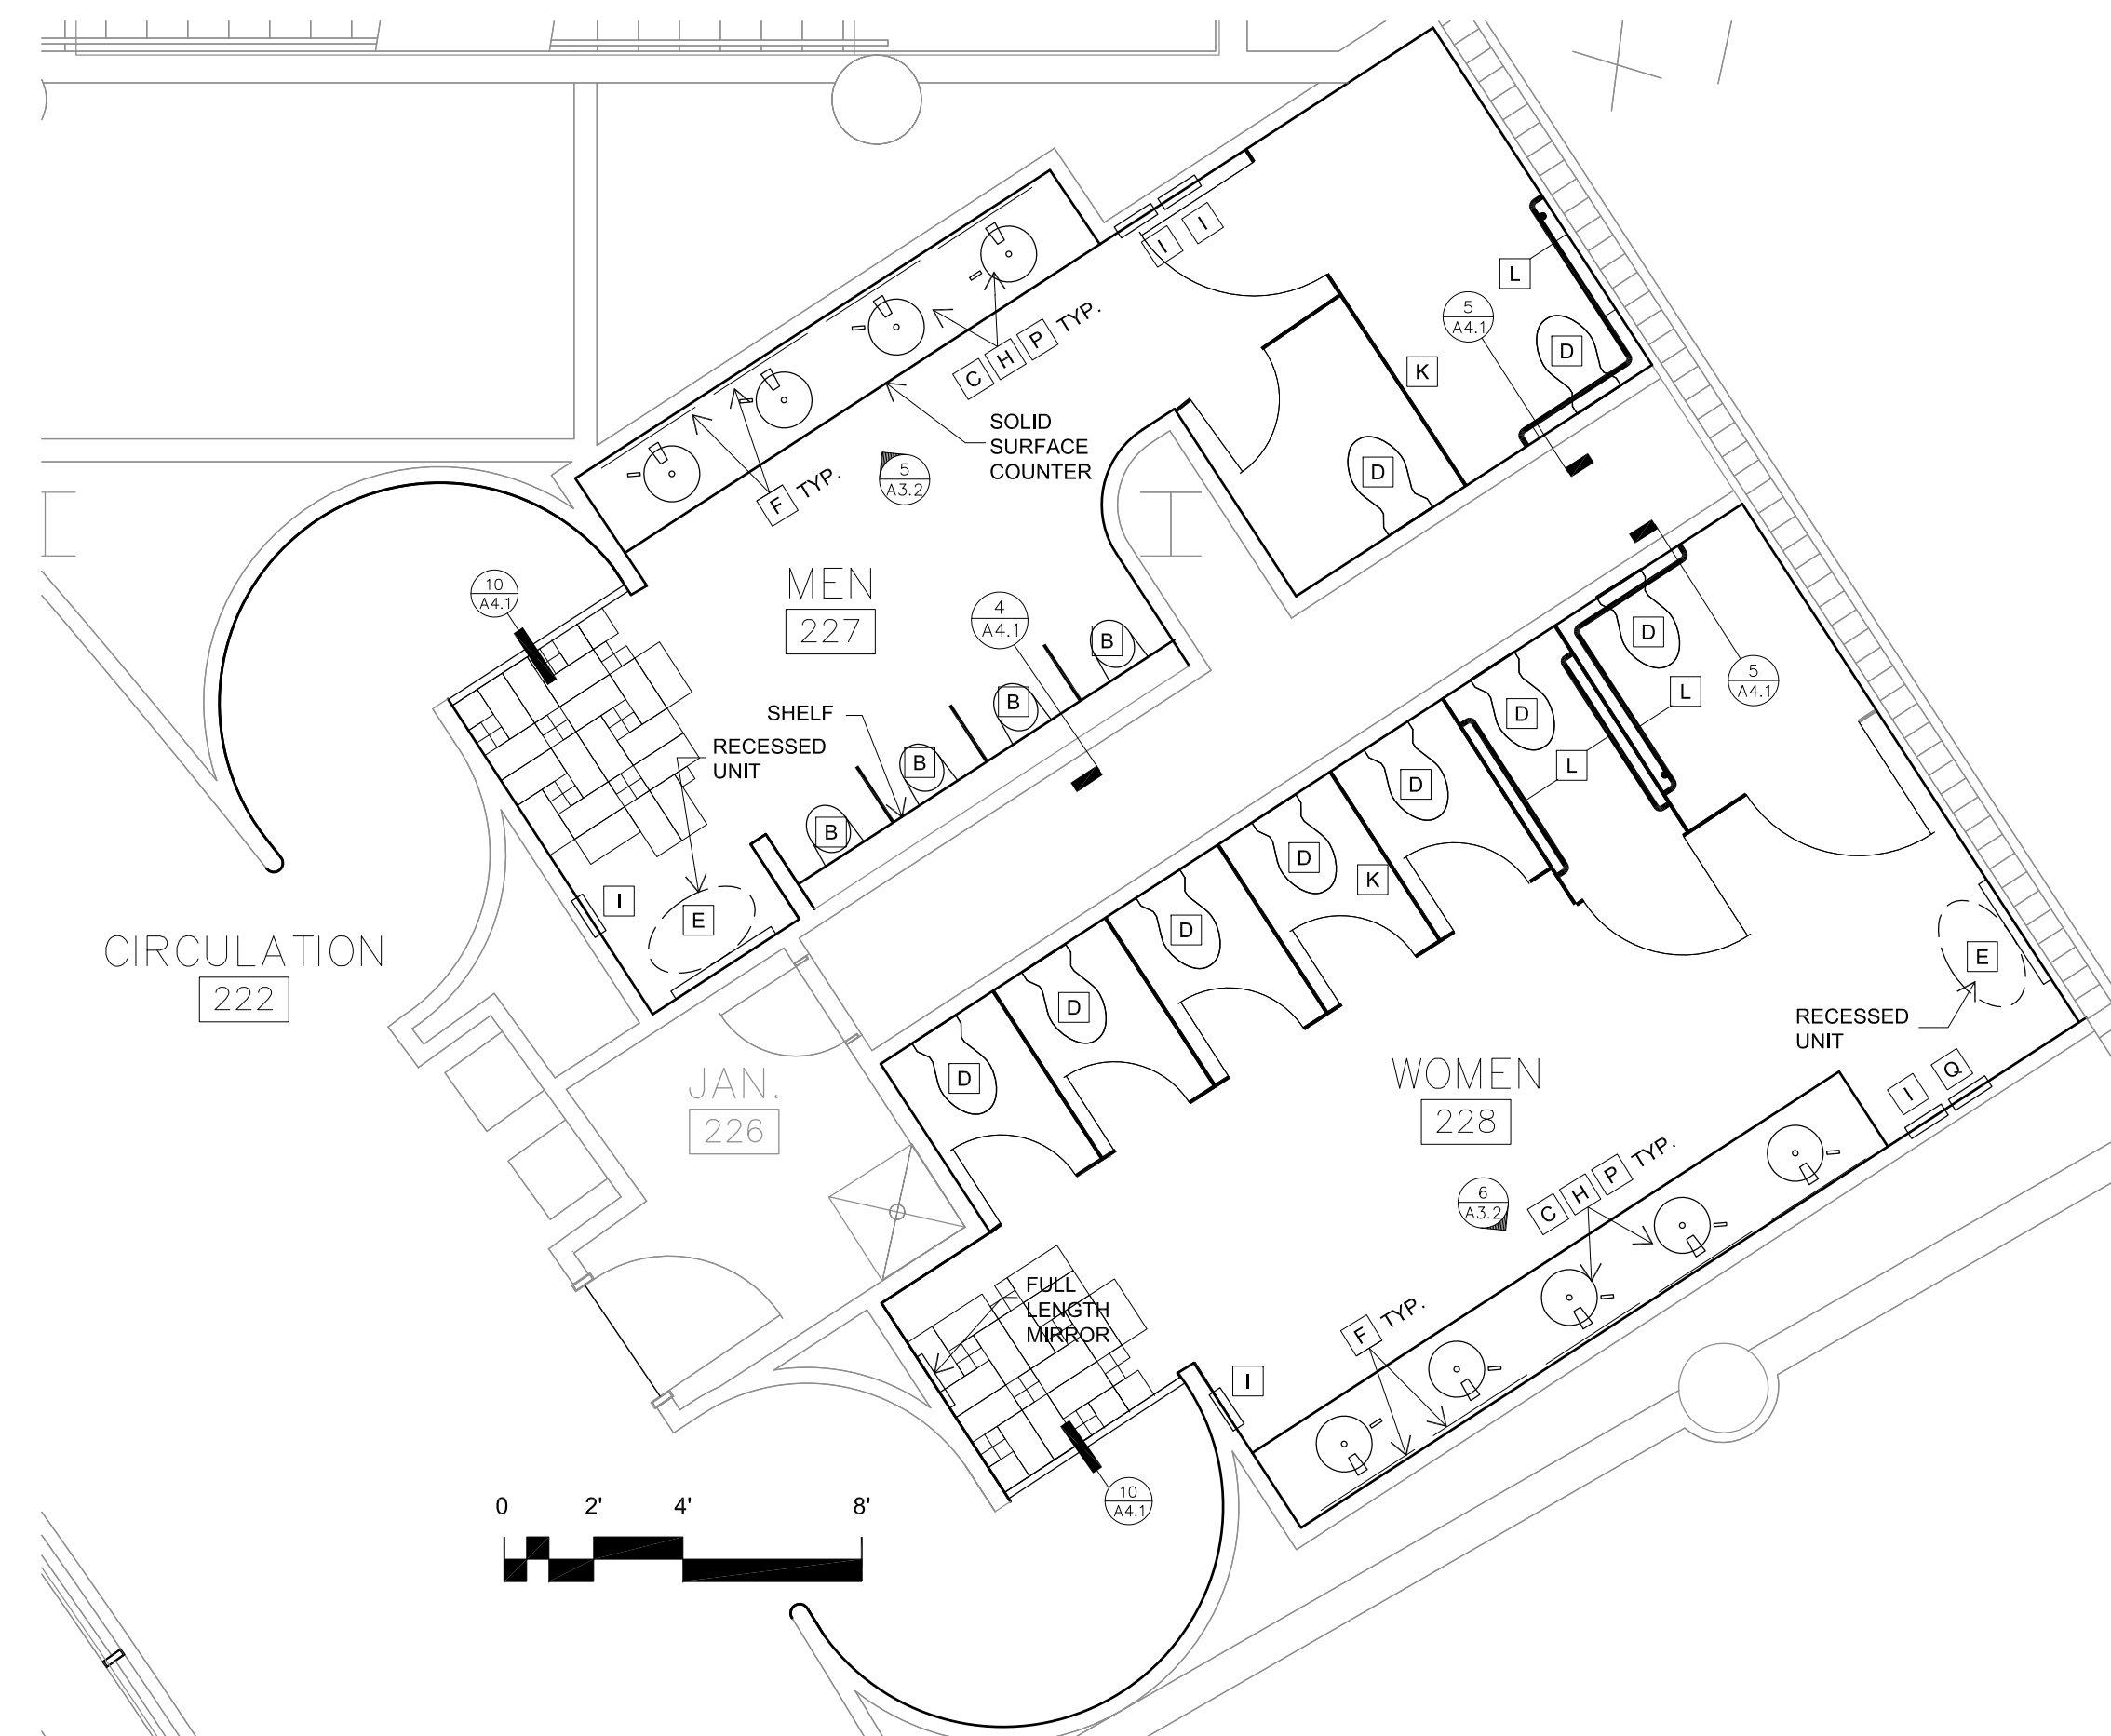 I I
L
5
A4.1
D
K
C H P TYP.
SOLID
SURFACE
COUNTER
D
F TYP.
5
A3.2
10
A4.1
MEN
227
4
A4.1
B
B
B
B
SHELF
RECESSED
UNIT
D
5
A4.1
L
D
L
D
D
K
D
D
D
I
E
CIRCULATION
222
E
RECESSED
UNIT
JAN.
226
WOMEN
228
I Q
6
A3.2
C H P TYP.
FULL
LENGTH
MIRROR
F TYP.
I
10
A4.1
0 2' 4' 8'